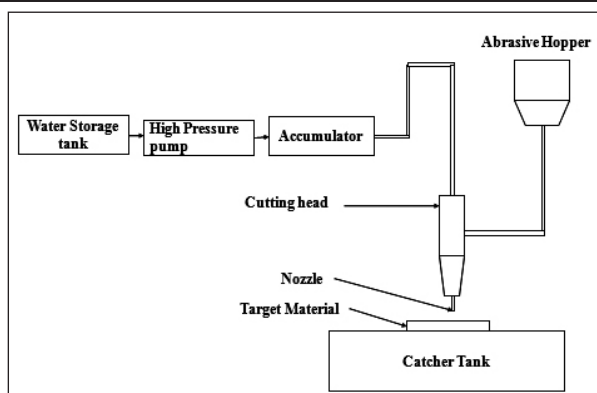 Abrasive Hopper
Water Storage
tank
High Pressure
pump
Accumulator
Cutting head
Nozzle
Target Material
Catcher Tank